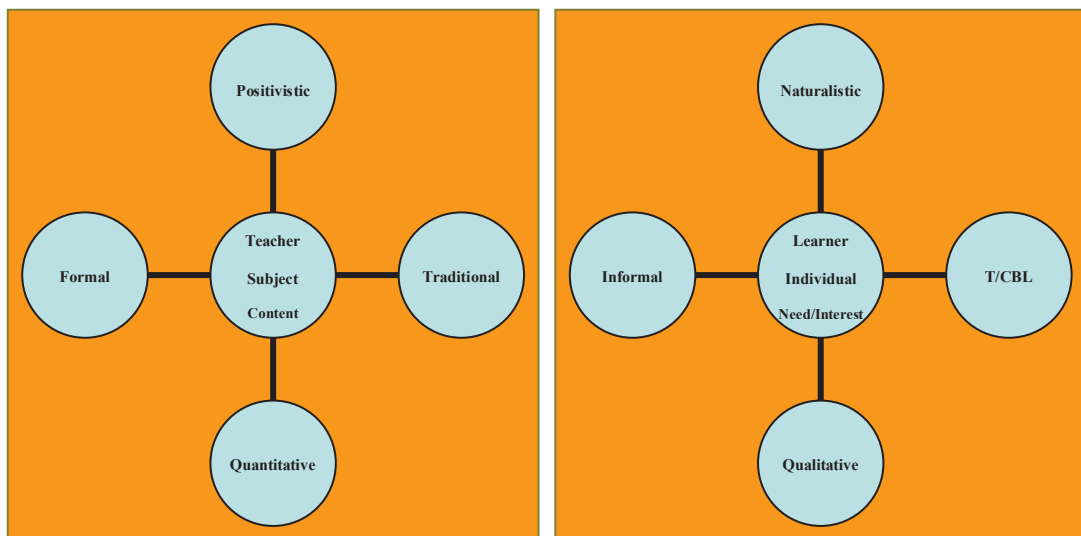 Positivistic
Formal
Teacher
Subject
Content
Traditional
Quantitative
Naturalistic
Informal
Learner
Individual
Need/Interest
T/CBL
Qualitative